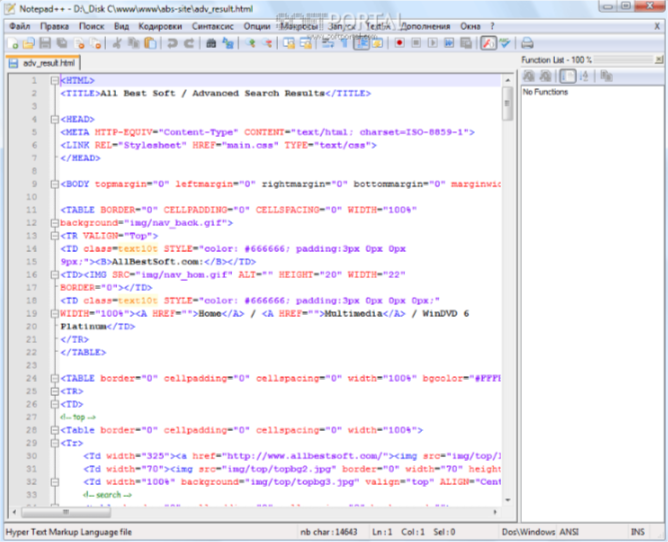 Notepad++ - D:\_Disk C\www\www\abs-site\adv_result.html
SOFTPORTAL
www.softportal.com
Файл Правка Поиск Вид Кодировки Синтаксис Опции Макросы Запуск Дополнения Окна ? X
adv_result.html
Function List - 100 %
No Functions
1 <HTML>
2 <TITLE>All Best Soft / Advanced Search Results</TITLE>
3
4 <HEAD>
5 <META HTTP-EQUIV="Content-Type" CONTENT="text/html; charset=ISO-8859-1">
6 <LINK REL="Stylesheet" HREF="main.css" TYPE="text/css">
7 </HEAD>
8
9 <BODY topmargin="0" leftmargin="0" rightmargin="0" bottommargin="0" marginwid
10
11 <TABLE BORDER="0" CELLPADDING="0" CELLSPACING="0" WIDTH="100%"
12 background="img/nav_back.gif">
13 <TR VALIGN="Top">
14 <TD class=text10t STYLE="color: #666666; padding:3px 0px 0px
15 9px;"><B>AllBestSoft.com:</B></TD>
16 <TD><IMG SRC="img/nav_hom.gif" ALT="" HEIGHT="20" WIDTH="22"
17 BORDER="0"></TD>
18 <TD class=text10t STYLE="color: #666666; padding:3px 0px 0px 0px;"
19 WIDTH="100%"><A HREF="">Home</A> / <A HREF="">Multimedia</A> / WinDVD 6
20 Platinum</TD>
21 </TR>
22 </TABLE>
23
24 <TABLE border="0" cellpadding="0" cellspacing="0" width="100%" bgcolor="#FFFF
25 <TR>
26 <TD>
27 <!-- top -->
28 <Table border="0" cellpadding="0" cellspacing="0" width="100%">
29 <Tr>
30 <Td width="325"><a href="http://www.allbestsoft.com/"><img src="img/top/
31 <Td width="70"><img src="img/top/topbg2.jpg" border="0" width="70" height
32 <Td width="100%" background="img/top/topbg3.jpg" valign="top" ALIGN="Cent
33 <!-- search -->
Hyper Text Markup Language file nb char : 14643 Ln : 1 Col : 1 Sel : 0 Dos\Windows ANSI INS